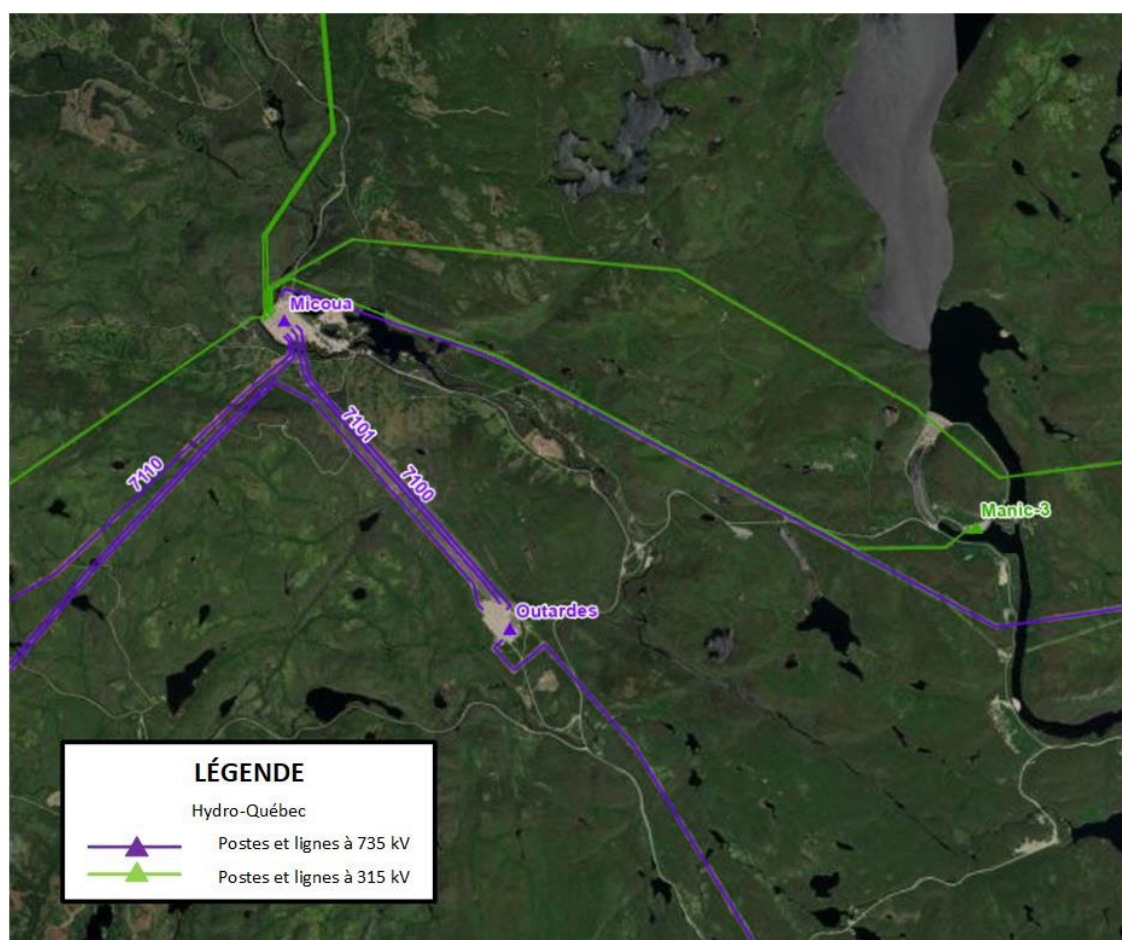 Micoua
7101
7100
7110
Manic-3
Outardes
LÉGENDE
Hydro-Québec
Postes et lignes à 735 kV
Postes et lignes à 315 kV